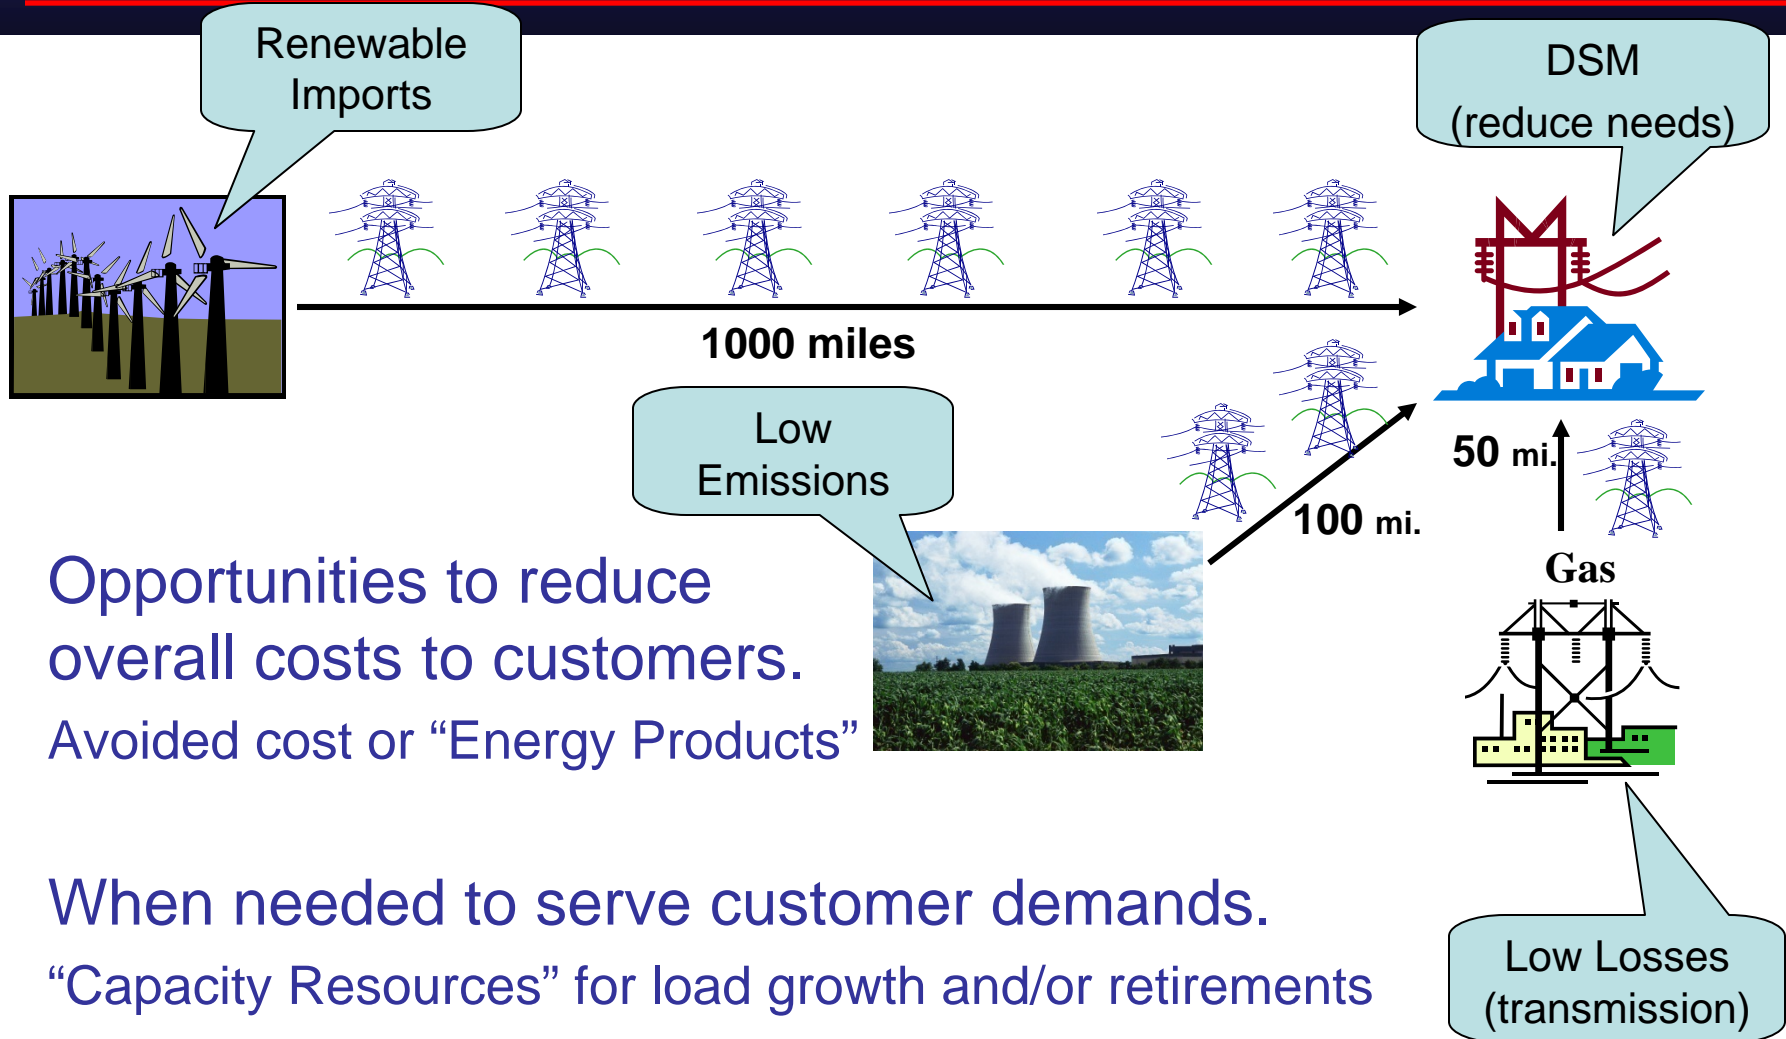 Renewable
Imports
DSM
(reduce needs)
1000 miles
Low
Emissions
50 mi.
100 mi.
Gas
Opportunities to reduce
overall costs to customers.
Avoided cost or “Energy Products”
When needed to serve customer demands.
“Capacity Resources” for load growth and/or retirements
Low Losses
(transmission)